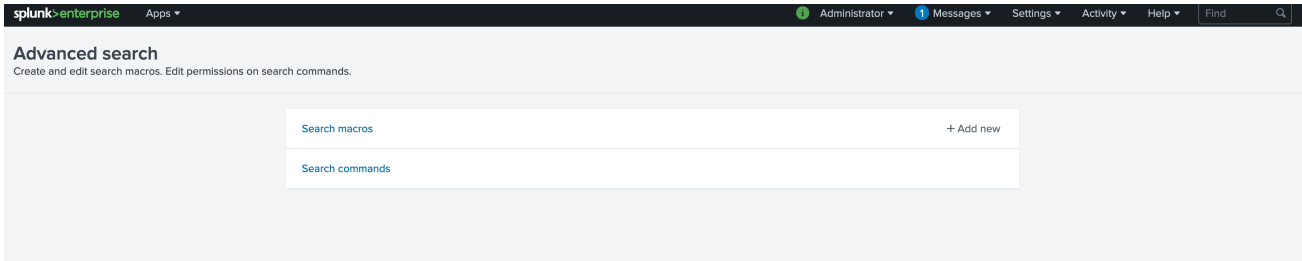 splunk>enterprise Apps ▾ i Administrator ▾ 1 Messages ▾ Settings ▾ Activity ▾ Help ▾ Find
Advanced search
Create and edit search macros. Edit permissions on search commands.
Search macros + Add new
Search commands